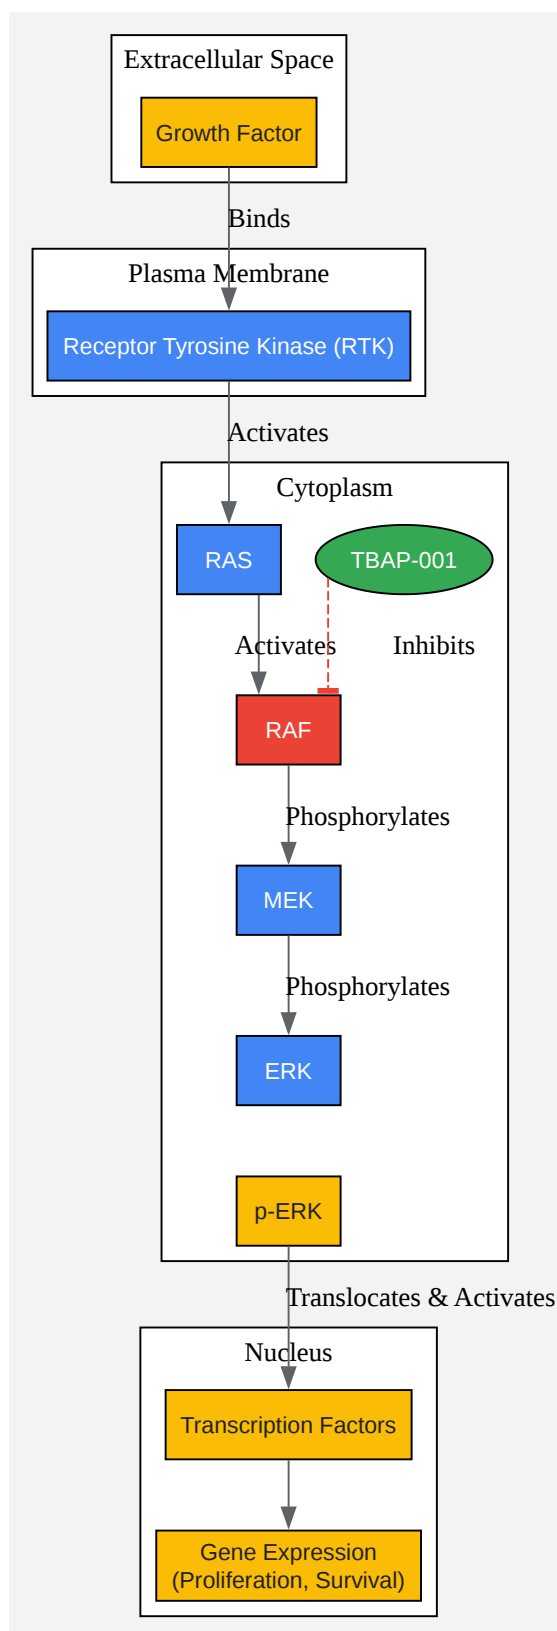 Extracellular Space
Growth Factor
Binds
Plasma Membrane
Receptor Tyrosine Kinase (RTK)
Activates
Cytoplasm
RAS
TBAP-001
Activates
Inhibits
RAF
Phosphorylates
MEK
Phosphorylates
ERK
p-ERK
Translocates & Activates
Nucleus
Transcription Factors
Gene Expression
(Proliferation, Survival)